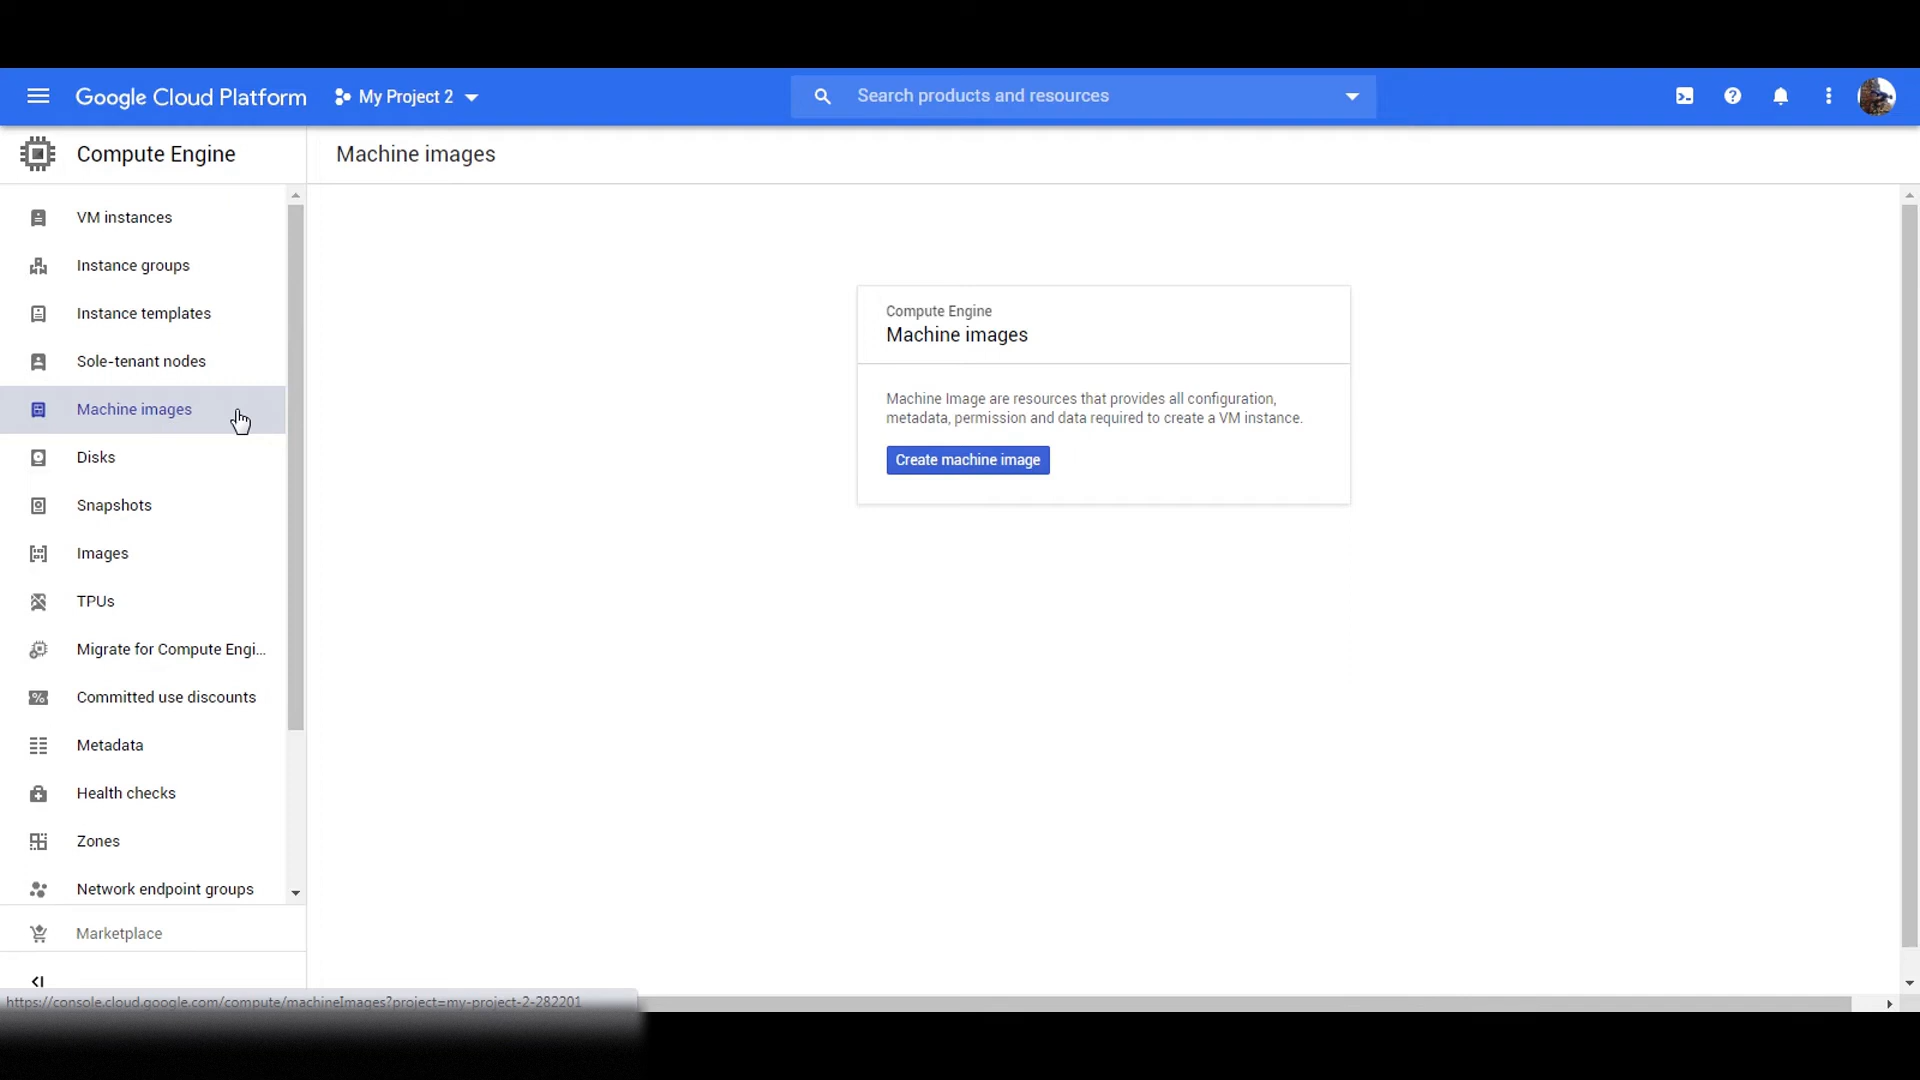 Google Cloud Platform
My Project 2
Search products and resources
Compute Engine
Machine images
VM instances
Instance groups
Instance templates
Sole-tenant nodes
Machine images
Disks
Snapshots
Images
TPUs
Migrate for Compute Engi...
Committed use discounts
Metadata
Health checks
Zones
Network endpoint groups
Marketplace
Compute Engine
Machine images
Machine Image are resources that provides all configuration,
metadata, permission and data required to create a VM instance.
Create machine image
https://console.cloud.google.com/compute/machineImages?project=my-project-2-282201